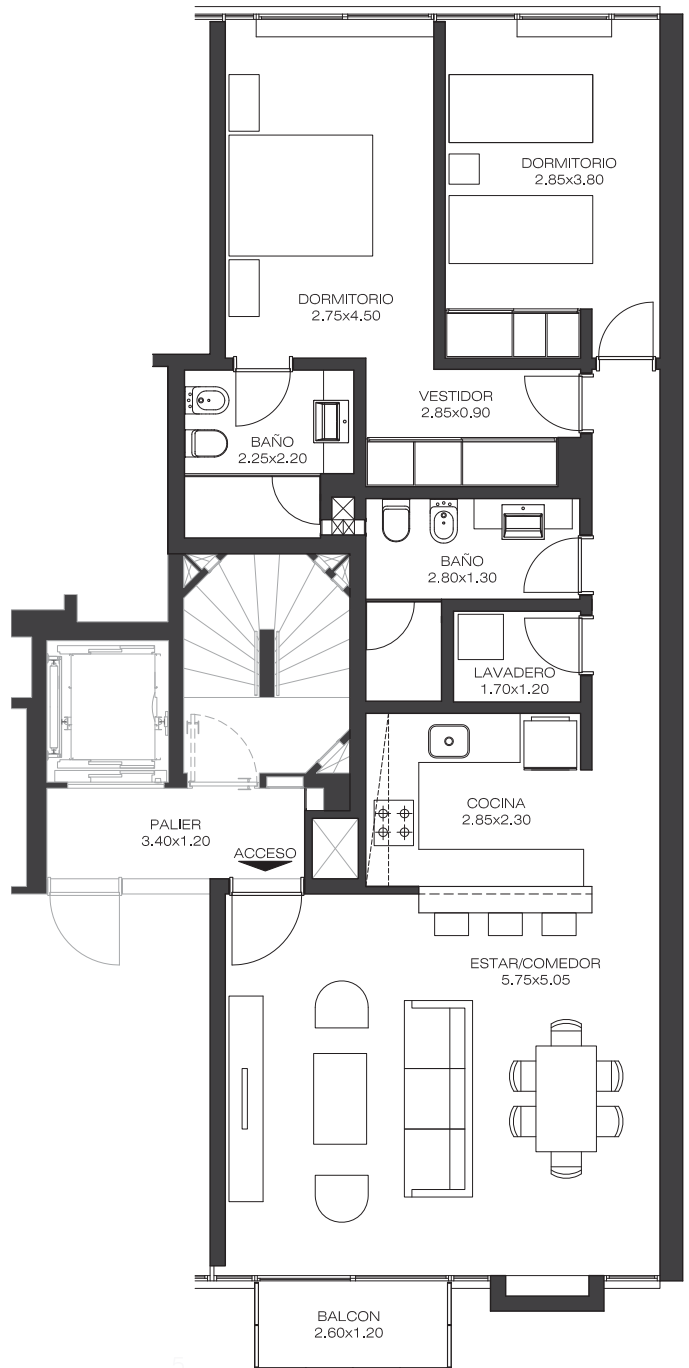 DORMITORIO
2.85x3.80
DORMITORIO
2.75x4.50
VESTIDOR
2.85x0.90
BAÑO
2.25x2.20
BAÑO
2.80x1.30
LAVADERO
1.70x1.20
COCINA
2.85x2.30
PALIER
3.40x1.20
ACCESO
ESTAR/COMEDOR
5.75x5.05
BALCON
2.60x1.20